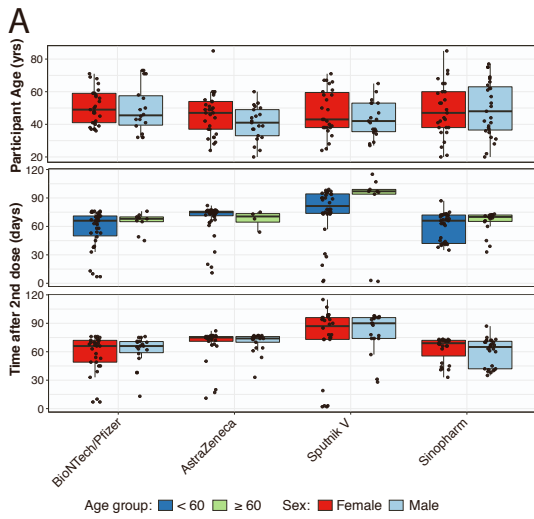 A
Participant Age (yrs)
80
60
40
20
Time after 2nd dose (days)
120
90
60
30
0
120
90
60
30
0
BioNTech/Pfizer
AstraZeneca
Sputnik V
Sinopharm
Age group: < 60 ≥ 60 Sex: Female Male